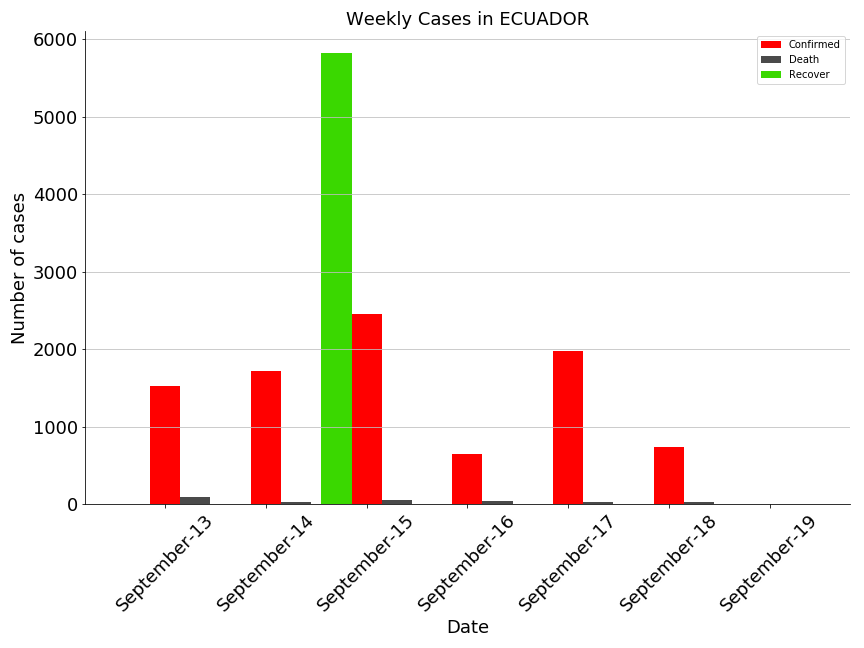 Weekly Cases in ECUADOR
Confirmed
Death
Recover
Number of cases
6000
5000
4000
3000
2000
1000
0
September-13
September-14
September-15
September-16
September-17
September-18
September-19
Date